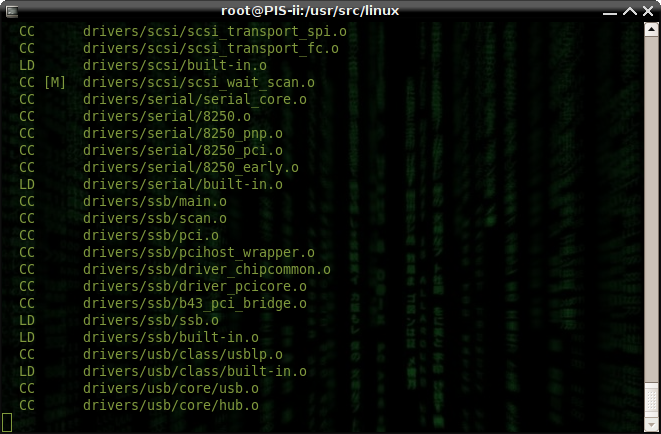 root@PIS-ii:/usr/src/linux
CC drivers/scsi/scsi_transport_spi.o
CC drivers/scsi/scsi_transport_fc.o
LD drivers/scsi/built-in.o
CC [M] drivers/scsi/scsi_wait_scan.o
CC drivers/serial/serial_core.o
CC drivers/serial/8250.o
CC drivers/serial/8250_pnp.o
CC drivers/serial/8250_pci.o
CC drivers/serial/8250_early.o
LD drivers/serial/built-in.o
CC drivers/ssb/main.o
CC drivers/ssb/scan.o
CC drivers/ssb/pci.o
CC drivers/ssb/pcihost_wrapper.o
CC drivers/ssb/driver_chipcommon.o
CC drivers/ssb/driver_pcicore.o
CC drivers/ssb/b43_pci_bridge.o
LD drivers/ssb/ssb.o
LD drivers/ssb/built-in.o
CC drivers/usb/class/usblp.o
LD drivers/usb/class/built-in.o
CC drivers/usb/core/usb.o
CC drivers/usb/core/hub.o